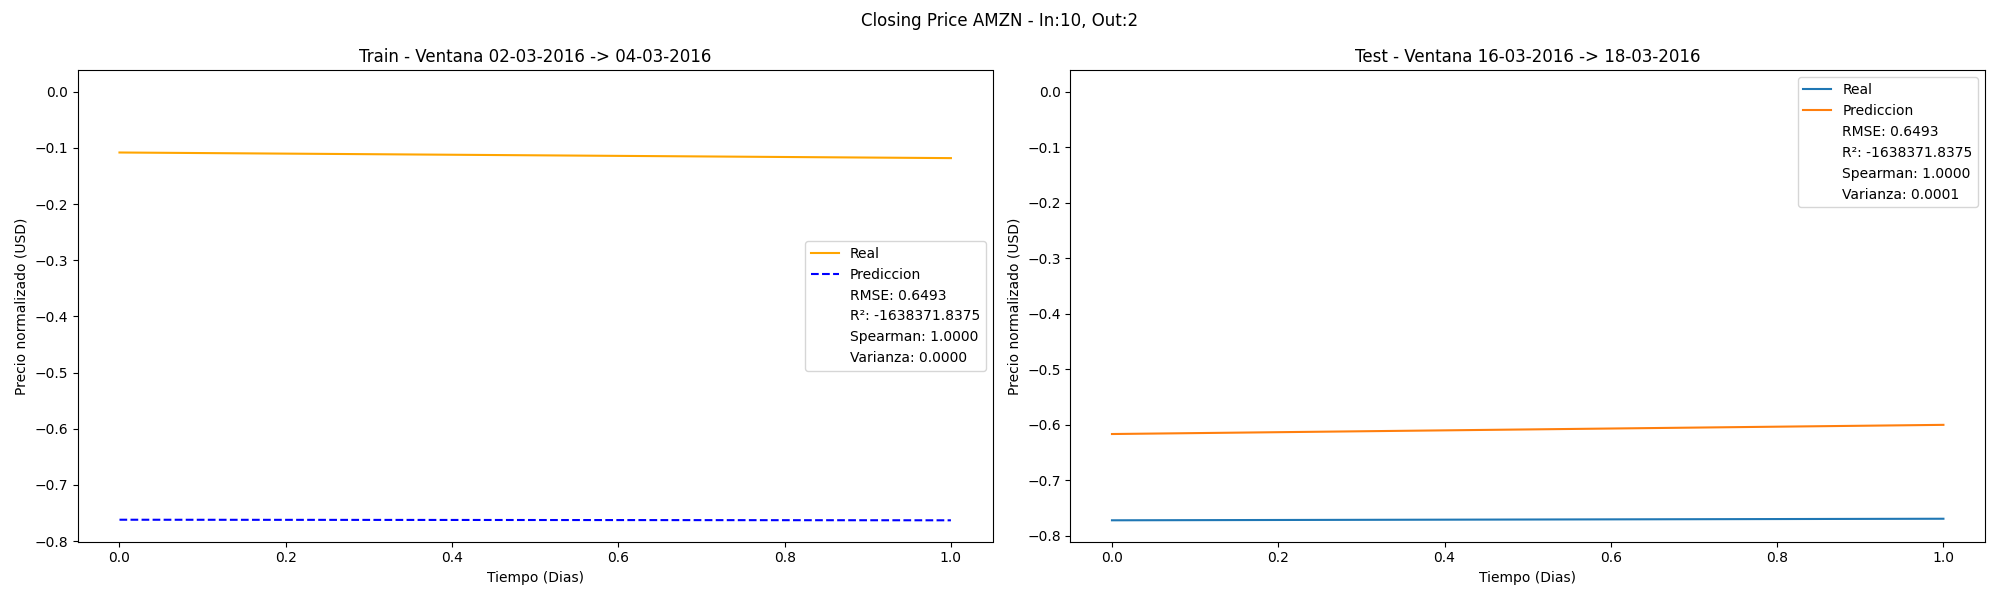 Closing Price AMZN - In:10, Out:2
Train - Ventana 02-03-2016 -> 04-03-2016
Precio normalizado (USD)
0.0
−0.1
−0.2
−0.3
−0.4
−0.5
−0.6
−0.7
−0.8
Real
Prediccion
RMSE: 0.6493
R²: -1638371.8375
Spearman: 1.0000
Varianza: 0.0000
0.0 0.2 0.4 0.6 0.8 1.0
Tiempo (Dias)
Test - Ventana 16-03-2016 -> 18-03-2016
Precio normalizado (USD)
0.0
−0.1
−0.2
−0.3
−0.4
−0.5
−0.6
−0.7
−0.8
Real
Prediccion
RMSE: 0.6493
R²: -1638371.8375
Spearman: 1.0000
Varianza: 0.0001
0.0 0.2 0.4 0.6 0.8 1.0
Tiempo (Dias)